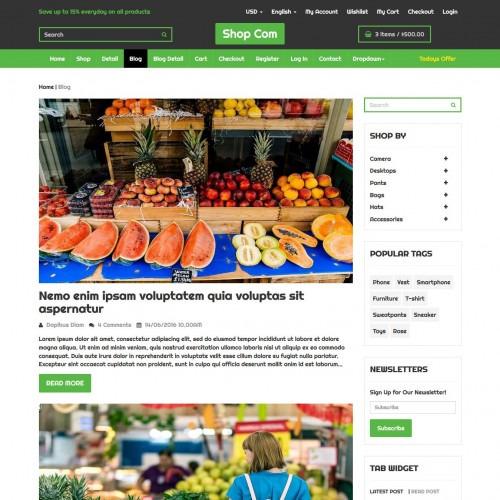 Save up to 15% everyday on all products
USD English My Account Wishlist My Cart Checkout Login
Search
Shop Com
3 Items / $500.00
Home Shop Detail Blog Blog Detail Cart Checkout Register Log In Contact Dropdown Todays Offer
Home | Blog
Nemo enim ipsam voluptatem quia voluptas sit
aspernatur
Dapibus Diam 4 Comments 14/06/2016 10.00AM
Lorem ipsum dolor sit amet, consectetur adipiscing elit, sed do eiusmod tempor incididunt ut labore et dolore
magna aliqua. Ut enim ad minim veniam, quis nostrud exercitation ullamco laboris nisi ut aliquip ex ea commodo
consequat. Duis aute irure dolor in reprehenderit in voluptate velit esse cillum dolore eu fugiat nulla pariatur.
Excepteur sint occaecat cupidatat non proident, sunt in culpa qui officia deserunt mollit anim id est laborum...
READ MORE
Search
SHOP BY
Camera +
Desktops +
Pants +
Bags +
Hats +
Accessories +
POPULAR TAGS
Phone Vest Smartphone
Furniture T-shirt
Sweatpants Sneaker
Toys Rose
NEWSLETTERS
Sign Up for Our Newsletter!
Subscribe
Subscribe
TAB WIDGET
LATEST POST | READ POST